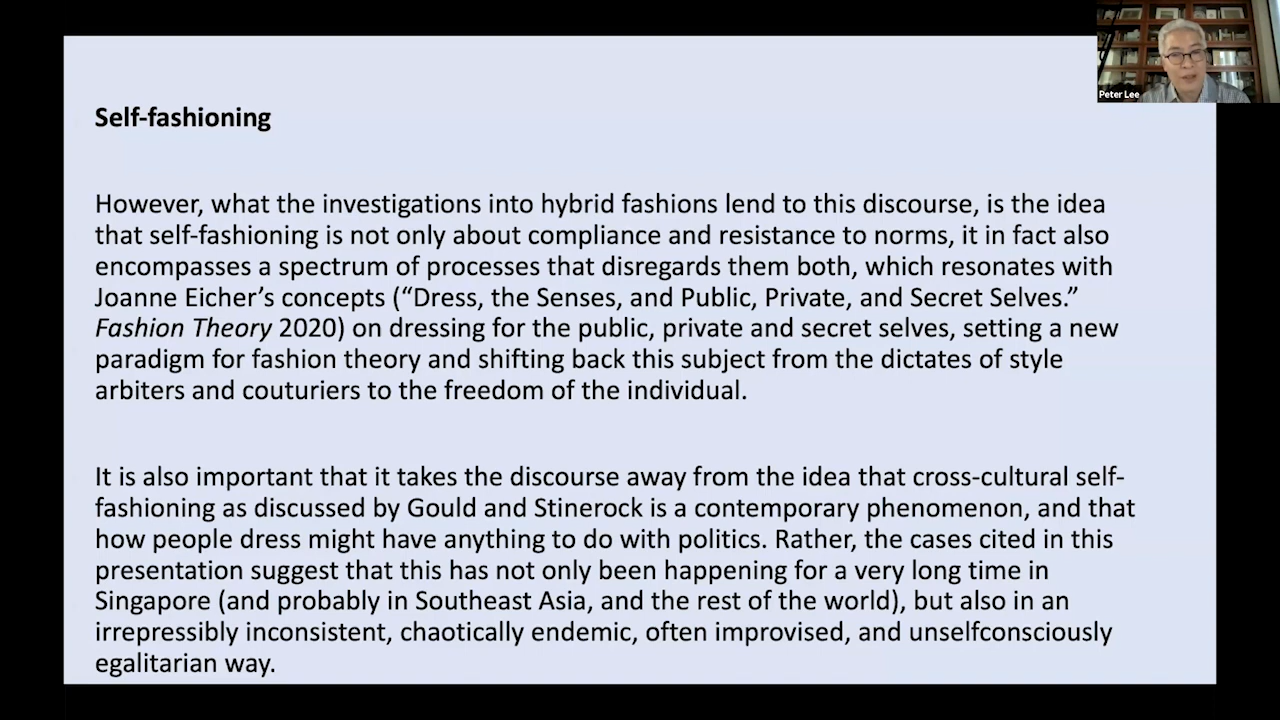 Peter Lee
Self-fashioning
However, what the investigations into hybrid fashions lend to this discourse, is the idea
that self-fashioning is not only about compliance and resistance to norms, it in fact also
encompasses a spectrum of processes that disregards them both, which resonates with
Joanne Eicher’s concepts (“Dress, the Senses, and Public, Private, and Secret Selves.”
Fashion Theory 2020) on dressing for the public, private and secret selves, setting a new
paradigm for fashion theory and shifting back this subject from the dictates of style
arbiters and couturiers to the freedom of the individual.
It is also important that it takes the discourse away from the idea that cross-cultural self-
fashioning as discussed by Gould and Stinerock is a contemporary phenomenon, and that
how people dress might have anything to do with politics. Rather, the cases cited in this
presentation suggest that this has not only been happening for a very long time in
Singapore (and probably in Southeast Asia, and the rest of the world), but also in an
irrepressibly inconsistent, chaotically endemic, often improvised, and unselfconsciously
egalitarian way.